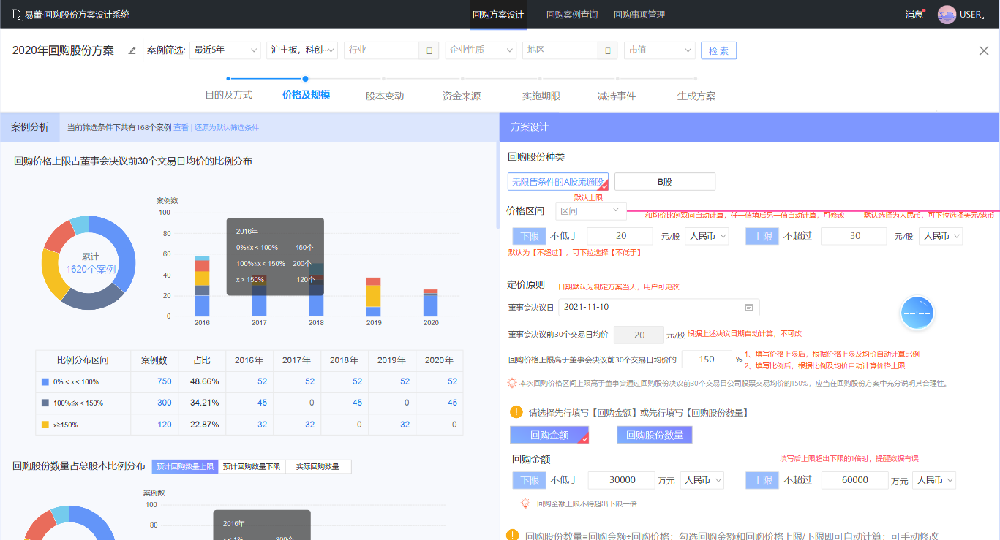 易董·回购股份方案设计系统 回购方案设计 回购案例查询 回购事项管理 消息 USER
2020年回购股份方案 案例筛选: 最近5年 沪主板，科创··· 行业 企业性质 地区 市值 检索
目的及方式 价格及规模 股本变动 资金来源 实施期限 减持事件 生成方案
案例分析 当前筛选条件下共有168个案例 查看 | 还原为默认筛选条件
回购价格上限占董事会决议前30个交易日均价的比例分布
累计
1620个案例
案例数
100
80
60
40
20
0
2016 2017 2018 2019 2020
2016年
0%≤x < 100% 450个
100%≤x < 150% 200个
x > 150% 120个
比例分布区间 案例数 占比 2016年 2017年 2018年 2019年 2020年
0% < x < 100% 750 48.66% 52 52 52 52 52
100%≤x < 150% 300 34.21% 45 0 45 0 45
x≥150% 120 22.87% 32 32 0 32 0
回购股份数量占总股本比例分布 预计回购数量上限 预计回购数量下限 实际回购数量
案例数
100
80
2016年
x < 1% 300个
方案设计
回购股份种类
无限售条件的A股流通股 B股
默认上限
价格区间 区间 和均价比例双向自动计算，任一值填后另一值自动计算，可修改 默认选择为人民币，可下拉选择美元/港币
下限 不低于 20 元/股 人民币 上限 不超过 30 元/股 人民币
默认为【不超过】，可下拉选择【不低于】
定价原则 日期默认为制定方案当天，用户可更改
董事会决议日 2021-11-10
--:--
董事会决议前30个交易日均价 20 元/股 根据上述决议日期自动计算，不可改
回购价格上限高于董事会决议前30个交易日均价的 150 % 1、填写价格上限后，根据价格上限及均价自动计算比例
2、填写比例后，根据比例及均价自动计算价格上限
本次回购价格区间上限高于董事会通过回购股份决议前30个交易日公司股票交易均价的150%，应当在回购股份方案中充分说明其合理性。
请选择先行填写【回购金额】或先行填写【回购股份数量】
回购金额 回购股份数量
回购金额 填写后上限超出下限的1倍时，提醒数据有误
下限 不低于 30000 万元 人民币 上限 不超过 60000 万元 人民币
回购金额上限不得超出下限一倍
回购股份数量=回购金额÷回购价格；勾选回购金额和回购价格上限/下限即可自动计算；可手动修改